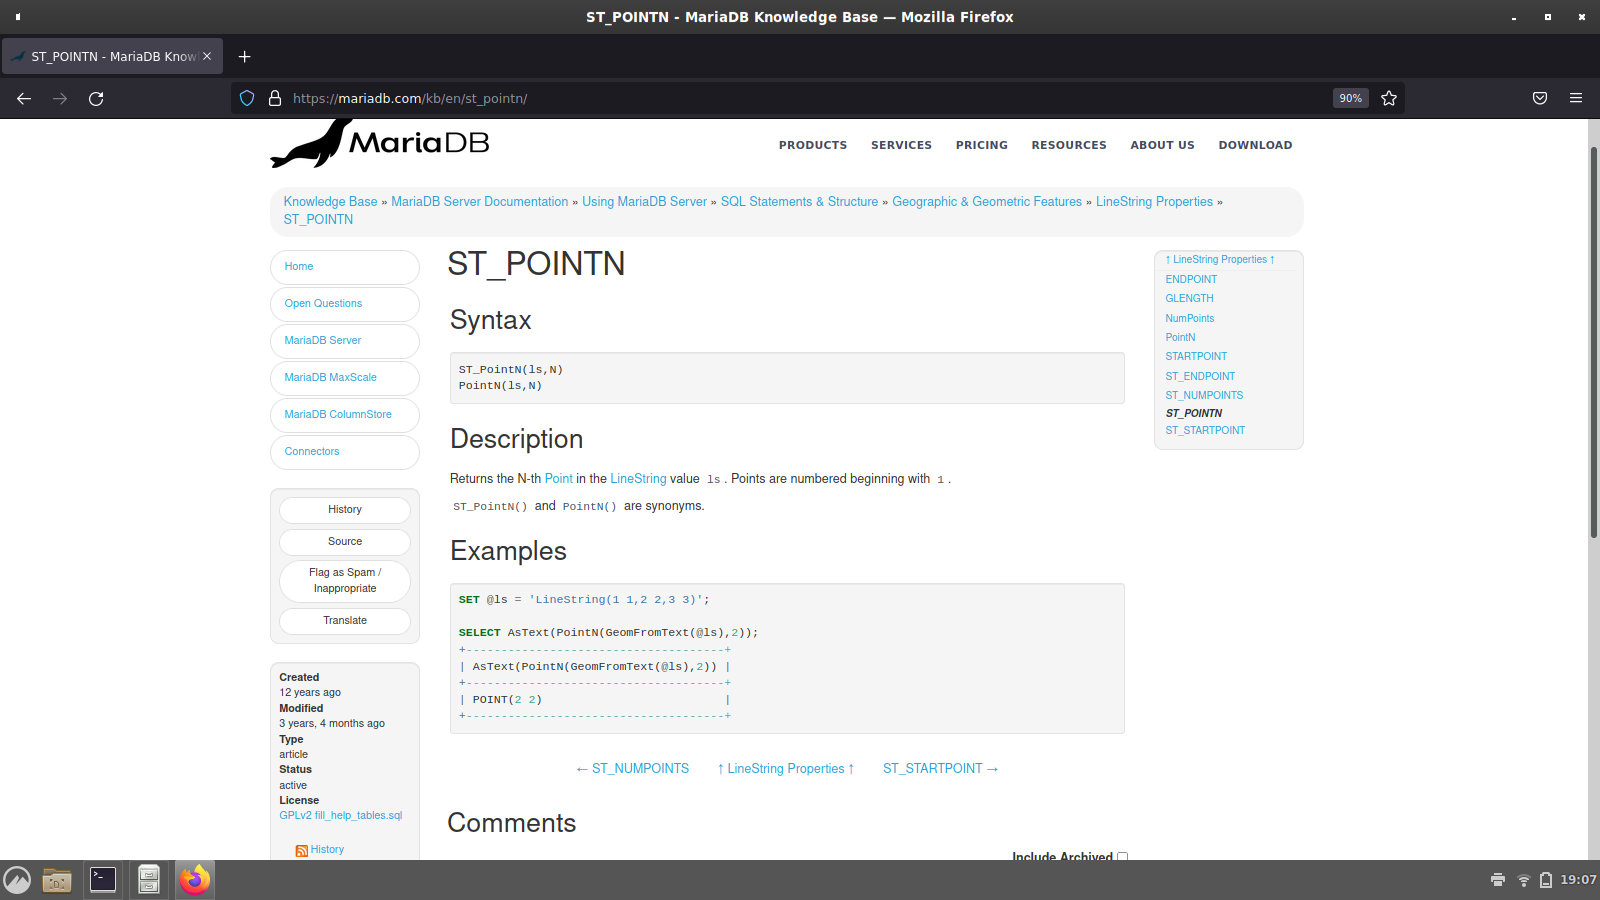 ST_POINTN - MariaDB Knowledge Base — Mozilla Firefox
ST_POINTN - MariaDB Know
https://mariadb.com/kb/en/st_pointn/
90%
MariaDB
PRODUCTS SERVICES PRICING RESOURCES ABOUT US DOWNLOAD
Knowledge Base » MariaDB Server Documentation » Using MariaDB Server » SQL Statements & Structure » Geographic & Geometric Features » LineString Properties »
ST_POINTN
Home
Open Questions
MariaDB Server
MariaDB MaxScale
MariaDB ColumnStore
Connectors
History
Source
Flag as Spam /
Inappropriate
Translate
Created
12 years ago
Modified
3 years, 4 months ago
Type
article
Status
active
License
GPLv2 fill_help_tables.sql
History
ST_POINTN
Syntax
ST_PointN(ls,N)
PointN(ls,N)
Description
Returns the N-th Point in the LineString value ls. Points are numbered beginning with 1.
ST_PointN() and PointN() are synonyms.
Examples
SET @ls = 'LineString(1 1,2 2,3 3)';
SELECT AsText(PointN(GeomFromText(@ls),2));
+-------------------------------------+
| AsText(PointN(GeomFromText(@ls),2)) |
+-------------------------------------+
| POINT(2 2)                          |
+-------------------------------------+
← ST_NUMPOINTS ↑ LineString Properties ↑ ST_STARTPOINT →
Comments
Include Archived
↑ LineString Properties ↑
ENDPOINT
GLENGTH
NumPoints
PointN
STARTPOINT
ST_ENDPOINT
ST_NUMPOINTS
ST_POINTN
ST_STARTPOINT
19:07